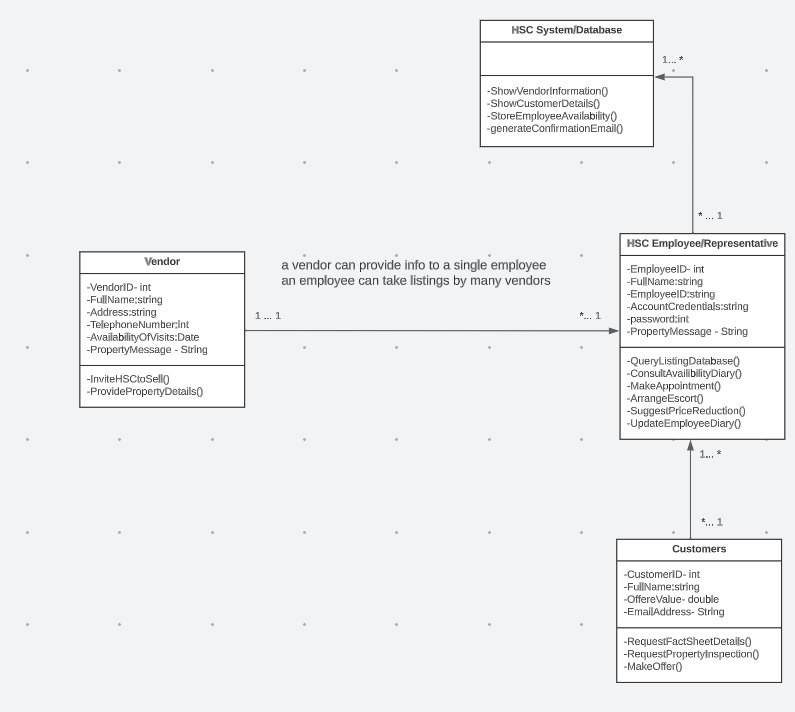 HSC System/Database
-ShowVendorInformation()
-ShowCustomerDetails()
-StoreEmployeeAvailability()
-generateConfirmationEmail()
1... *
* ... 1
Vendor
-VendorID- int
-FullName:string
-Address:string
-TelephoneNumber:int
-AvailabilityOfVisits:Date
-PropertyMessage - String
-InviteHSCtoSell()
-ProvidePropertyDetails()
a vendor can provide info to a single employee
an employee can take listings by many vendors
1 ... 1
*... 1
HSC Employee/Representative
-EmployeeID- int
-FullName:string
-EmployeeID:string
-AccountCredentials:string
-password:int
-PropertyMessage - String
-QueryListingDatabase()
-ConsultAvailibilityDiary()
-MakeAppointment()
-ArrangeEscort()
-SuggestPriceReduction()
-UpdateEmployeeDiary()
1... *
*... 1
Customers
-CustomerID- int
-FullName:string
-OffereValue- double
-EmailAddress- String
-RequestFactSheetDetails()
-RequestPropertyInspection()
-MakeOffer()